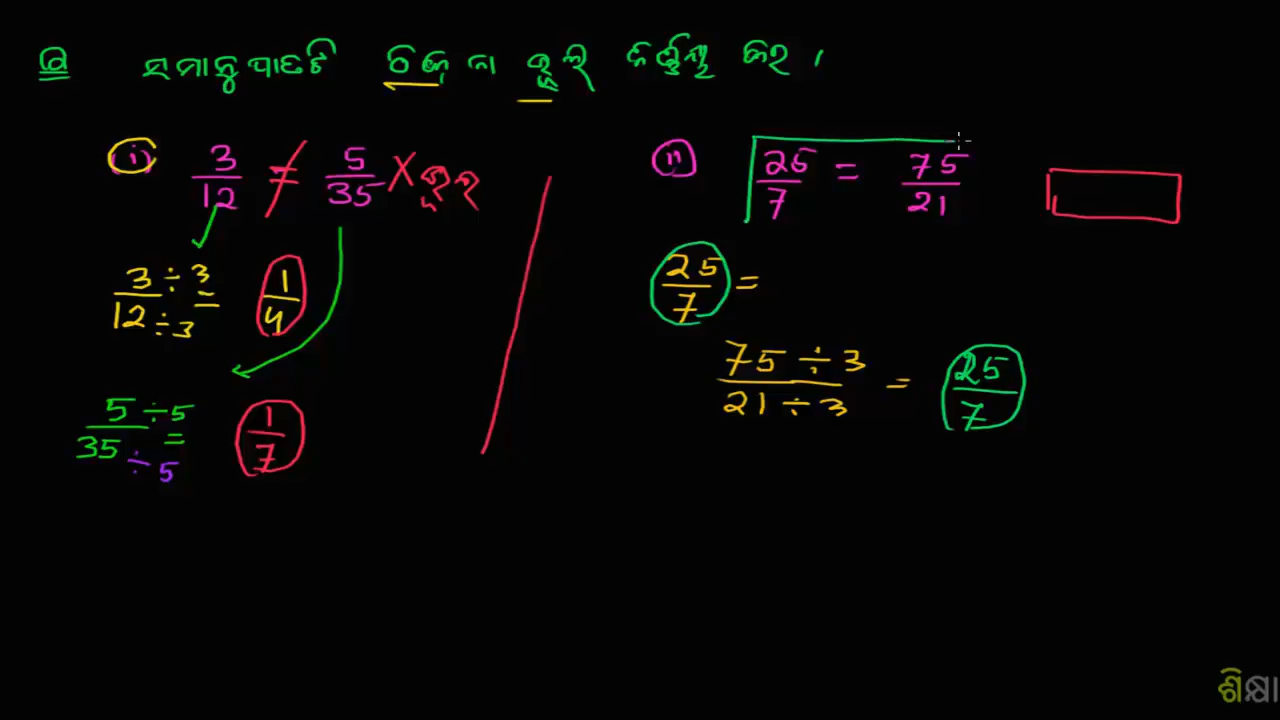 ପ୍ର ସମାନୁପାତଟି ଠିକ୍ ନା ଭୁଲ୍ ନିର୍ଣ୍ଣୟ କର ।
(i) 3/12 ≠ 5/35 X ଭୁଲ୍
3 ÷ 3 / 12 ÷ 3 = 1/4
5 ÷ 5 / 35 ÷ 5 = 1/7
(ii) 25/7 = 75/21
25/7 =
75 ÷ 3 / 21 ÷ 3 = 25/7
ଶିକ୍ଷା